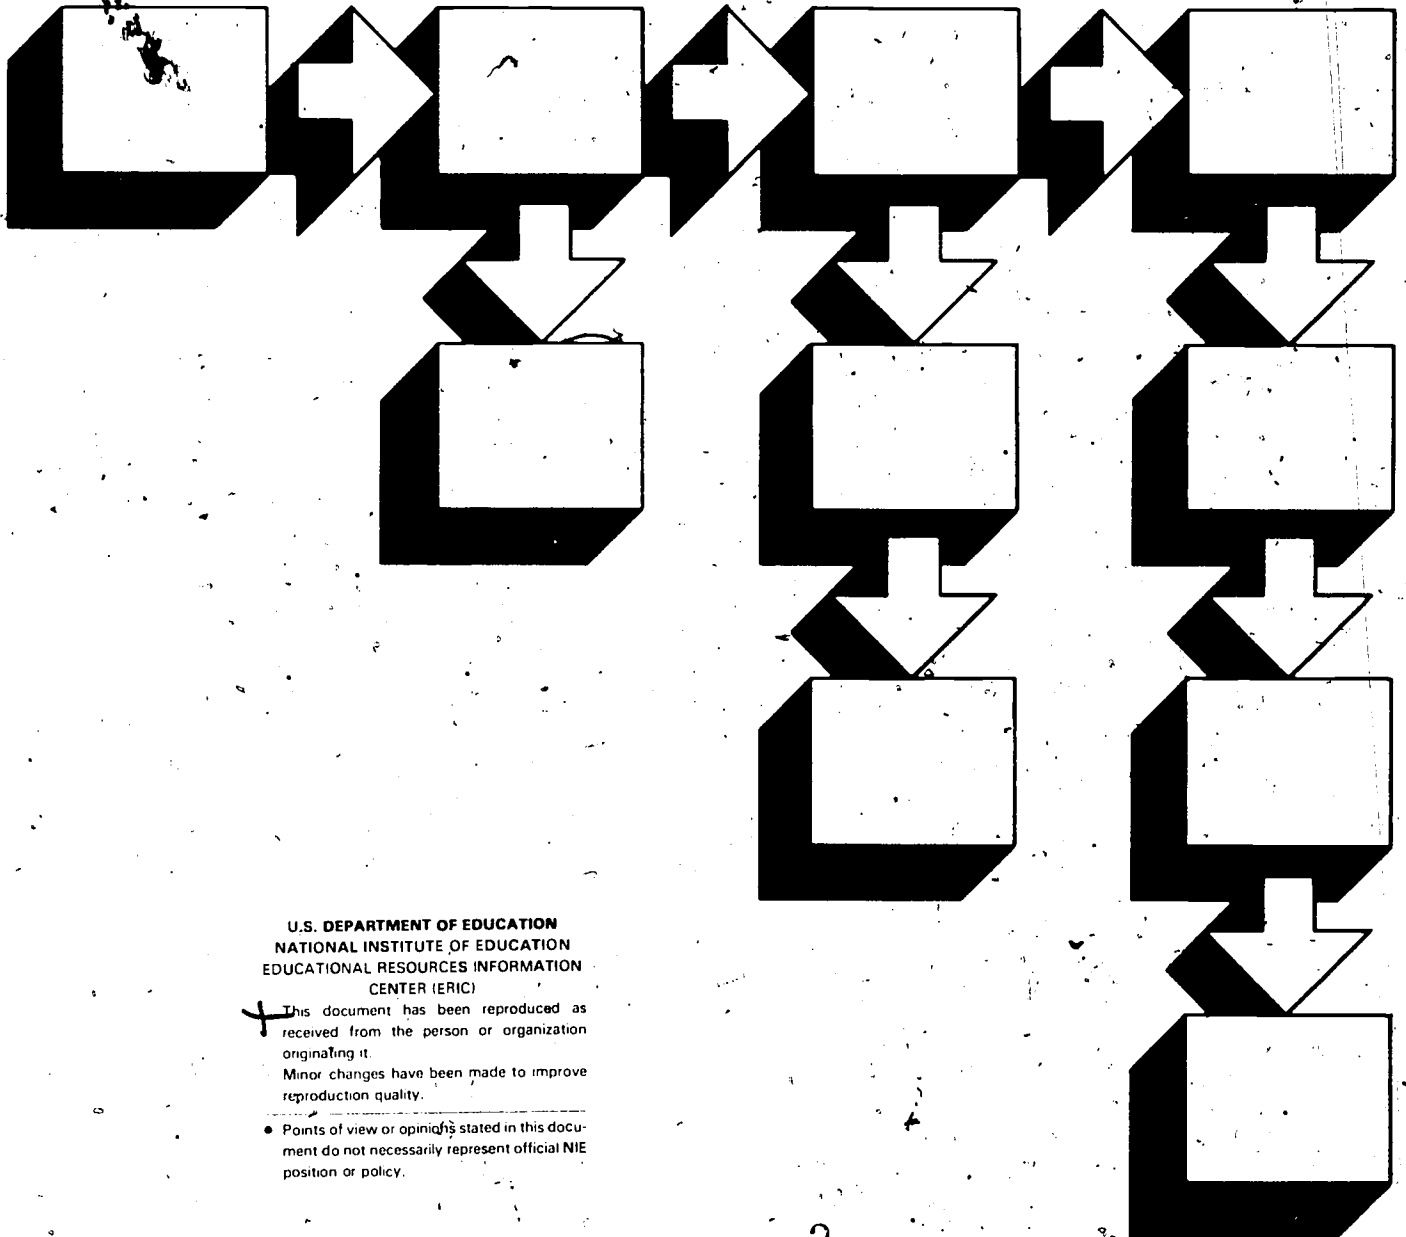 U.S. DEPARTMENT OF EDUCATION
NATIONAL INSTITUTE OF EDUCATION
EDUCATIONAL RESOURCES INFORMATION
CENTER (ERIC)
This document has been reproduced as
received from the person or organization
originating it.
Minor changes have been made to improve
reproduction quality.
• Points of view or opinions stated in this docu-
ment do not necessarily represent official NIE
position or policy.